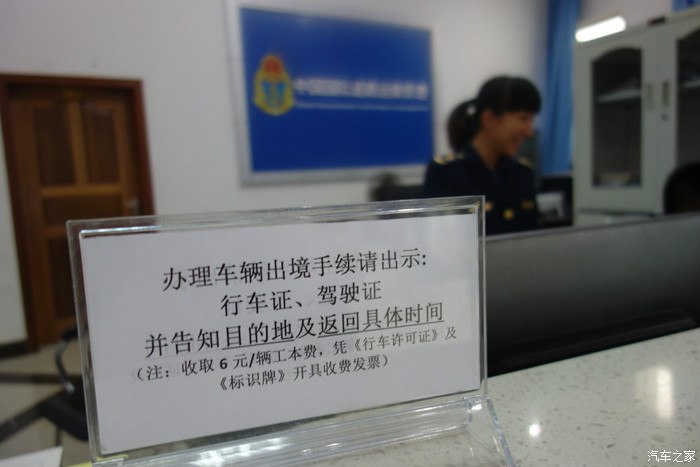 办理车辆出境手续请出示:
行车证、驾驶证
并告知目的地及返回具体时间
（注：收取 6 元/辆工本费，凭《行车许可证》及
《标识牌》开具收费发票）
汽车之家